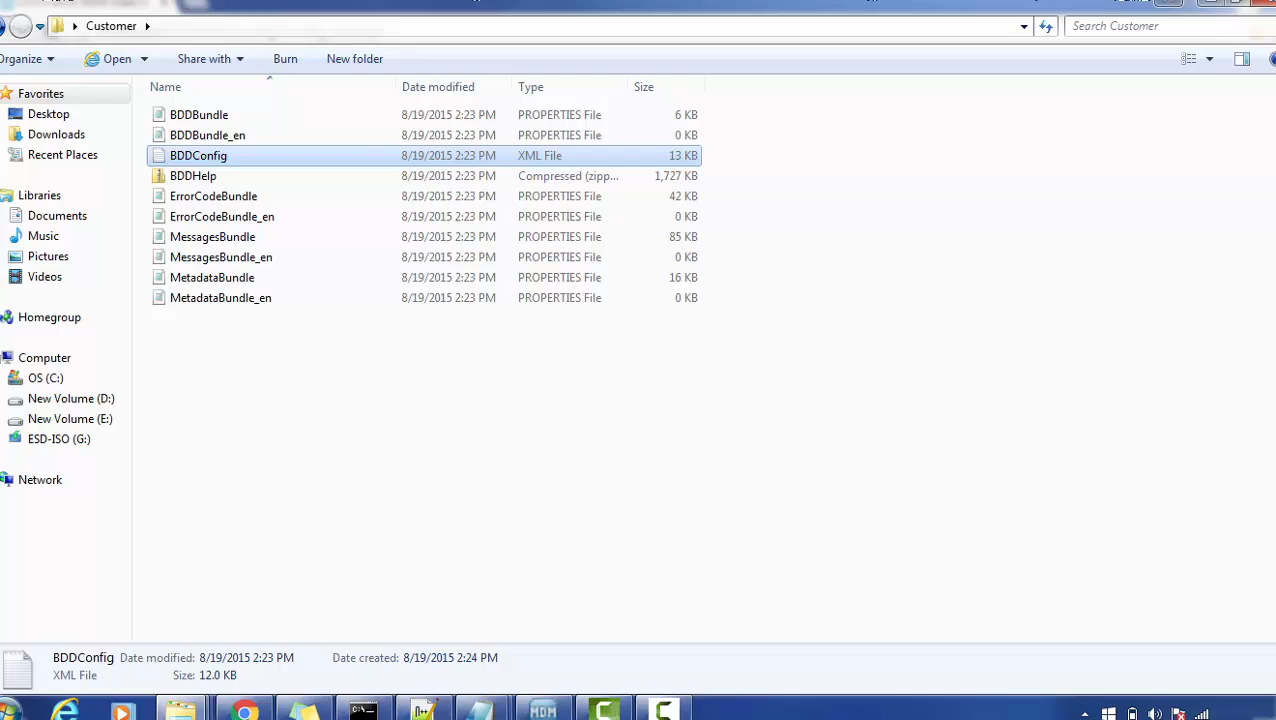 Customer
Search Customer
Organize
Open
Share with
Burn
New folder
Name Date modified Type Size
BDDBundle 8/19/2015 2:23 PM PROPERTIES File 6 KB
BDDBundle_en 8/19/2015 2:23 PM PROPERTIES File 0 KB
BDDConfig 8/19/2015 2:23 PM XML File 13 KB
BDDHelp 8/19/2015 2:23 PM Compressed (zipp... 1,727 KB
ErrorCodeBundle 8/19/2015 2:23 PM PROPERTIES File 42 KB
ErrorCodeBundle_en 8/19/2015 2:23 PM PROPERTIES File 0 KB
MessagesBundle 8/19/2015 2:23 PM PROPERTIES File 85 KB
MessagesBundle_en 8/19/2015 2:23 PM PROPERTIES File 0 KB
MetadataBundle 8/19/2015 2:23 PM PROPERTIES File 16 KB
MetadataBundle_en 8/19/2015 2:23 PM PROPERTIES File 0 KB
Favorites
Desktop
Downloads
Recent Places
Libraries
Documents
Music
Pictures
Videos
Homegroup
Computer
OS (C:)
New Volume (D:)
New Volume (E:)
ESD-ISO (G:)
Network
BDDConfig Date modified: 8/19/2015 2:23 PM Date created: 8/19/2015 2:24 PM
XML File Size: 12.0 KB
MDM